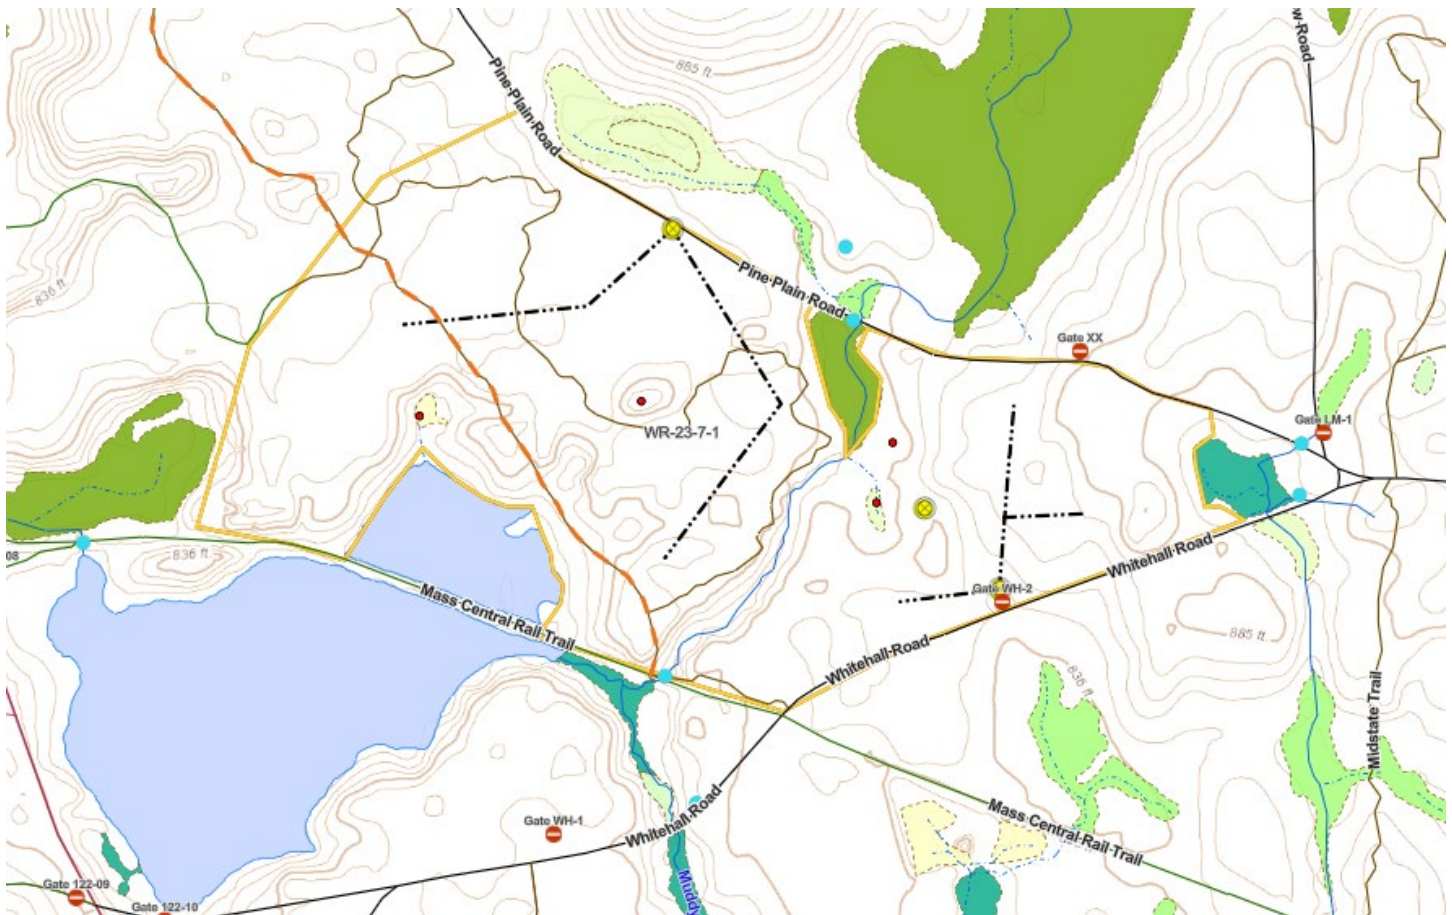 w Road
885 ft.
Pine Plain Road
836 ft.
Pine Plain Road
Gate XX
Gate LM-1
WR-23-7-1
08
836 ft.
Whitehall Road
Mass Central Rail Trail
Gate WH-2
885 ft.
Whitehall Road
836 ft.
Midstate Trail
Gate WH-1
Whitehall Road
Mass Central Rail Trail
Muddy
Gate 122-09
Gate 122-10